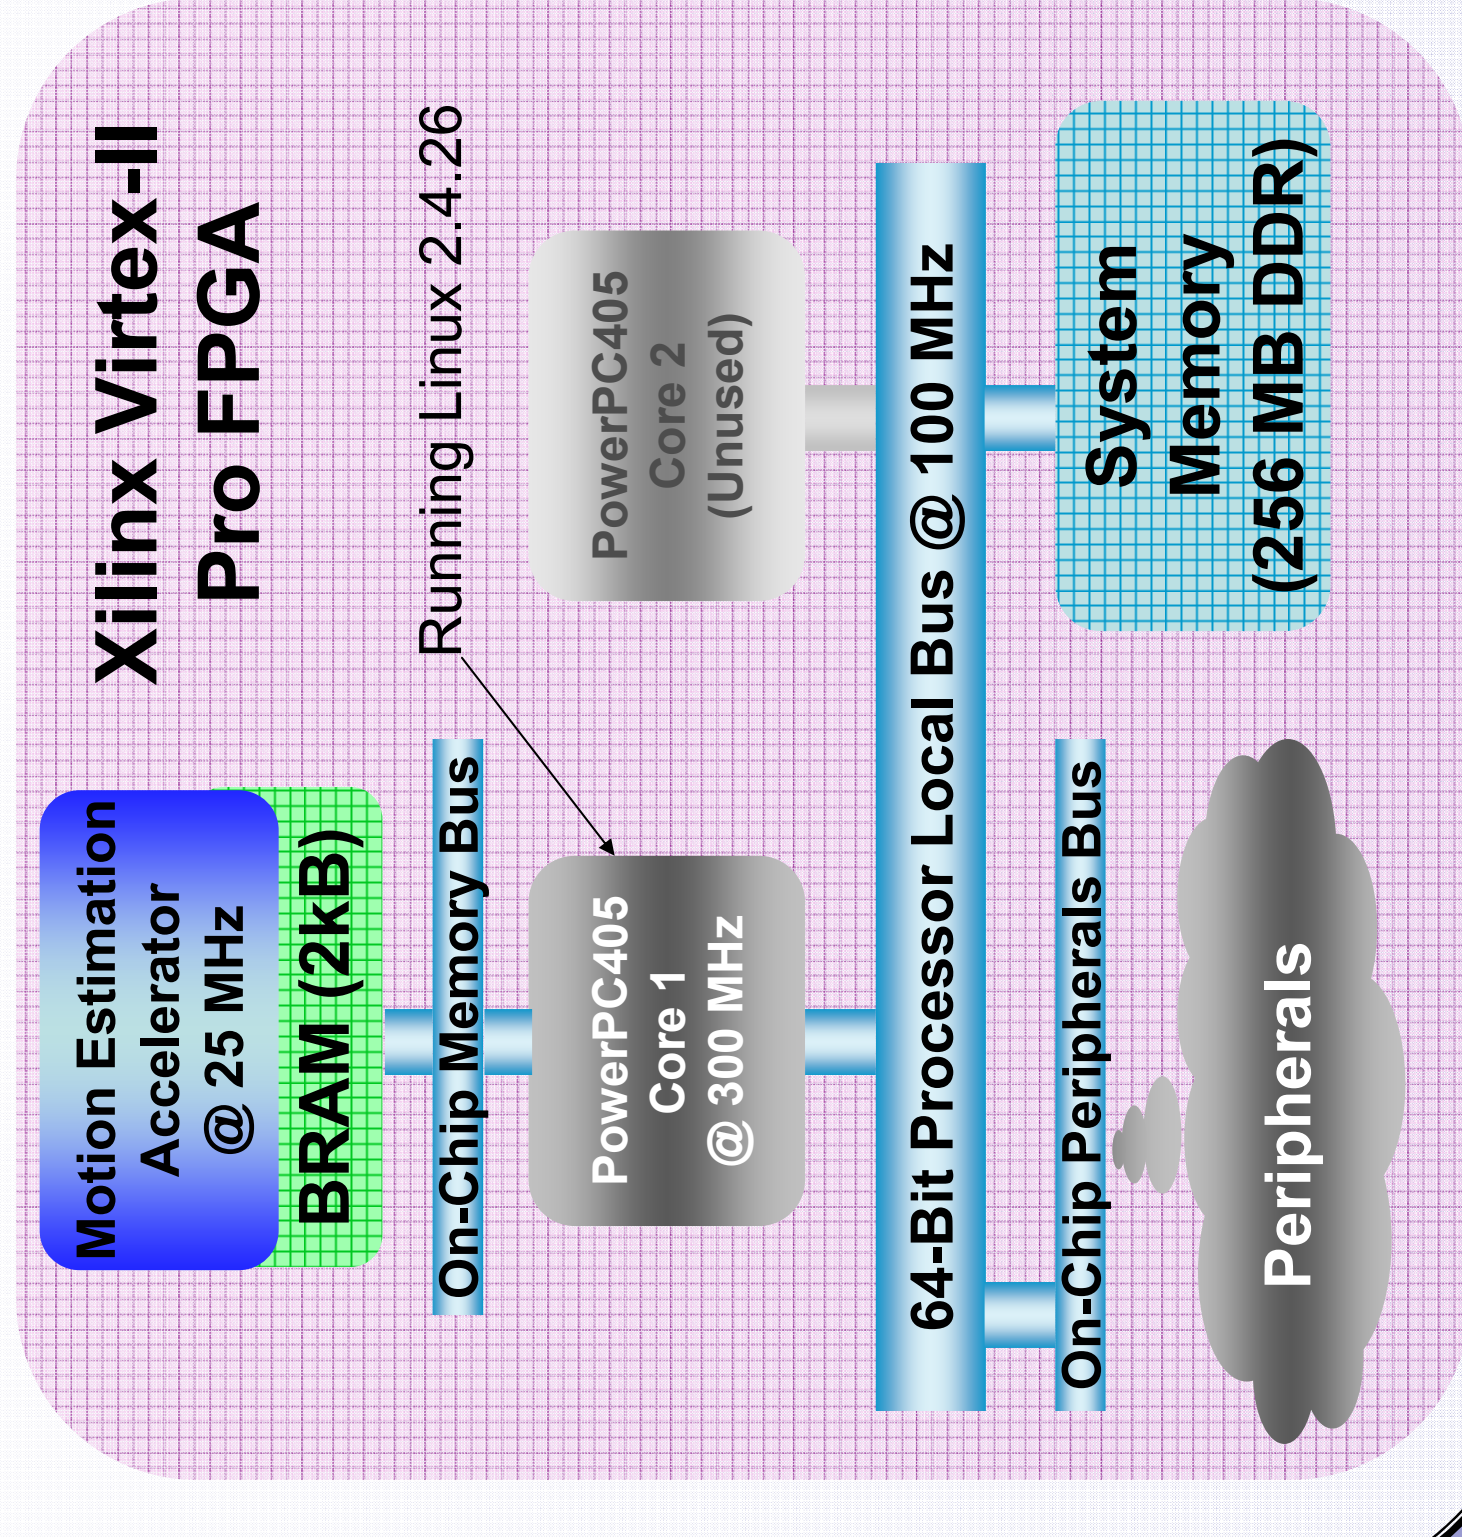 Xilinx Virtex-II
Pro FPGA
Motion Estimation
Accelerator
@ 25 MHz
BRAM (2kB)
Running Linux 2.4.26
On-Chip Memory Bus
PowerPC405
Core 1
@ 300 MHz
PowerPC405
Core 2
(Unused)
64-Bit Processor Local Bus @ 100 MHz
On-Chip Peripherals Bus
System
Memory
(256 MB DDR)
Peripherals